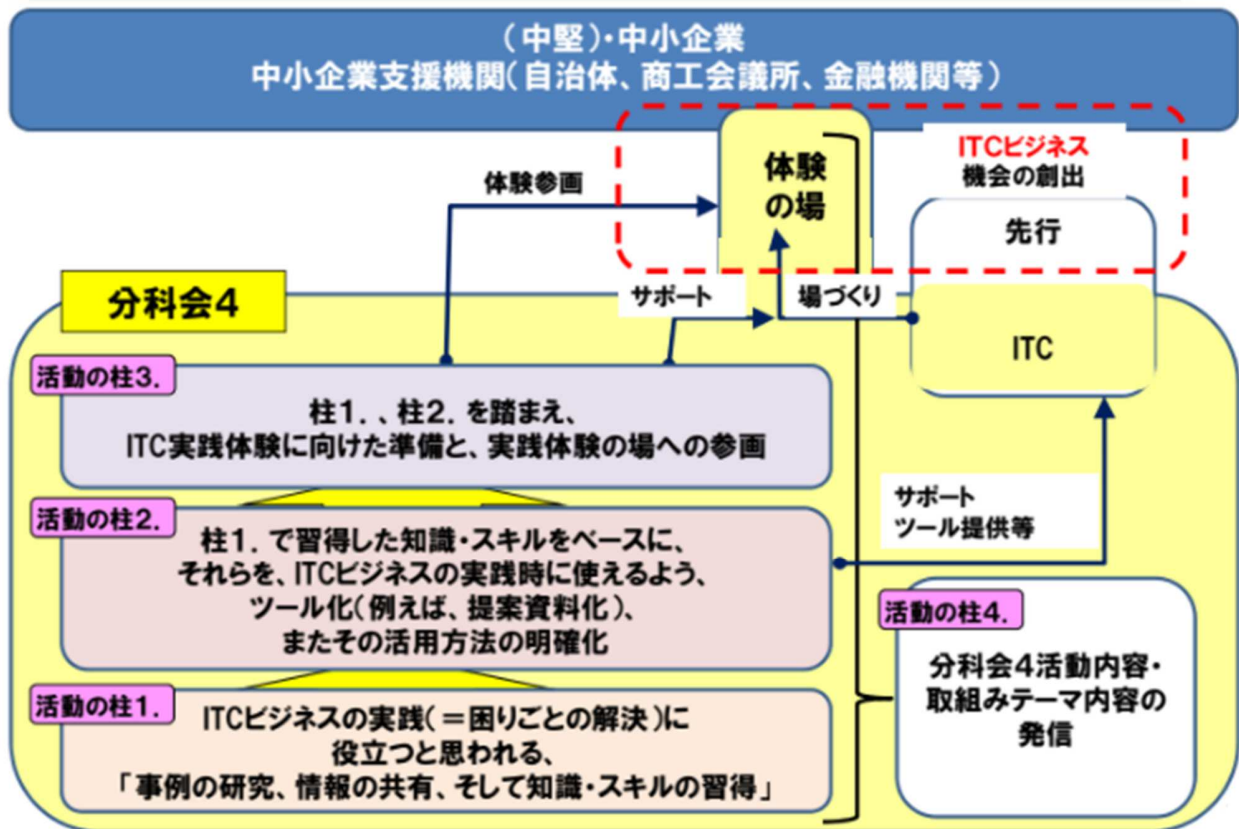 (中堅)・中小企業
中小企業支援機関(自治体、商工会議所、金融機関等)
ITCビジネス
機会の創出
体験
の場
体験参画
先行
分科会4
サポート
場づくり
ITC
活動の柱3.
柱1.、柱2.を踏まえ、
ITC実践体験に向けた準備と、実践体験の場への参画
サポート
ツール提供等
活動の柱2.
柱1.で習得した知識・スキルをベースに、
それらを、ITCビジネスの実践時に使えるよう、
ツール化(例えば、提案資料化)、
またその活用方法の明確化
活動の柱4.
分科会4活動内容・
取組みテーマ内容の
発信
活動の柱1.
ITCビジネスの実践(=困りごとの解決)に
役立つと思われる、
「事例の研究、情報の共有、そして知識・スキルの習得」